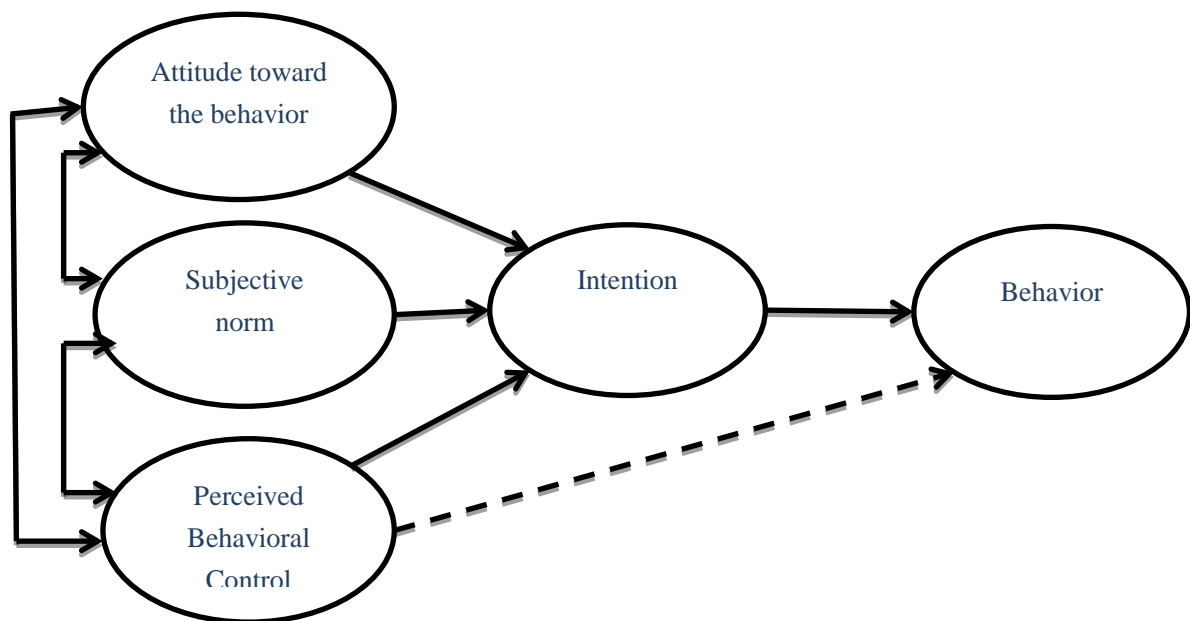 Attitude toward
the behavior
Subjective
norm
Intention
Behavior
Perceived
Behavioral
Control